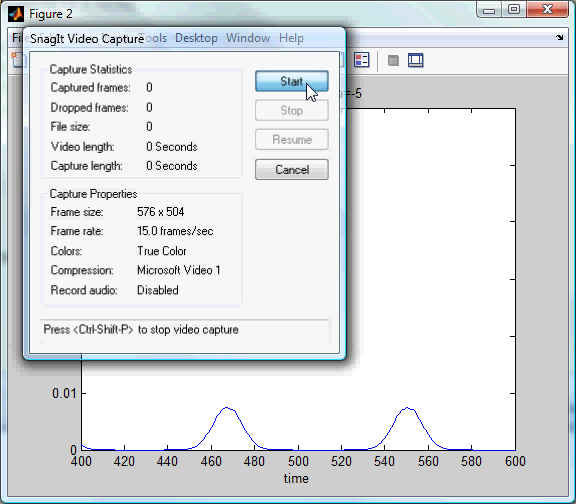 Figure 2
SnagIt Video Capture
Tools Desktop Window Help
Capture Statistics
Captured frames: 0
Dropped frames: 0
File size: 0
Video length: 0 Seconds
Capture length: 0 Seconds
Start
Stop
Resume
Cancel
Capture Properties
Frame size: 576 x 504
Frame rate: 15.0 frames/sec
Colors: True Color
Compression: Microsoft Video 1
Record audio: Disabled
Press <Ctrl-Shift-P> to stop video capture
=-5
0.01
0
400 420 440 460 480 500 520 540 560 580 600
time